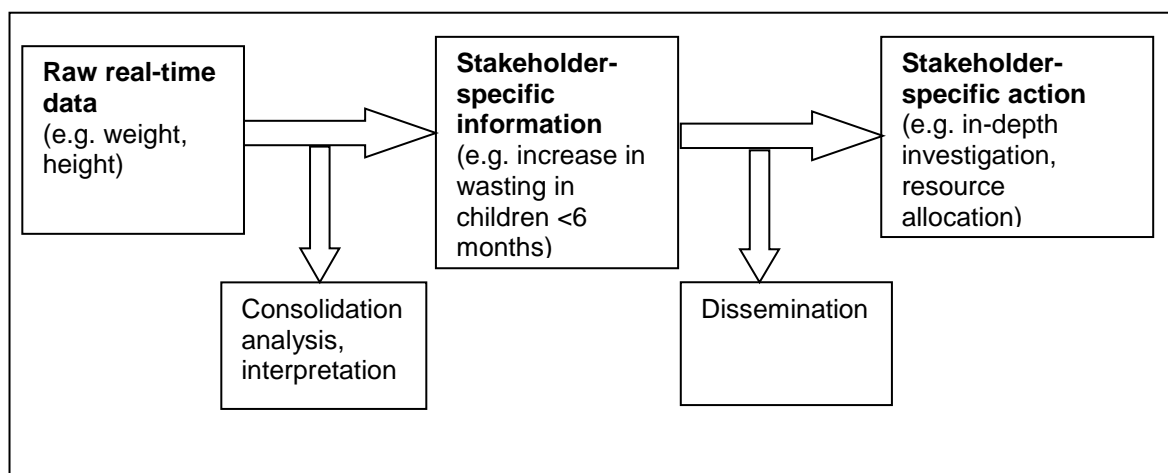 Raw real-time
data
(e.g. weight,
height)
Stakeholder-
specific
information
(e.g. increase in
wasting in
children <6
months)
Stakeholder-
specific action
(e.g. in-depth
investigation,
resource
allocation)
Consolidation
analysis,
interpretation
Dissemination